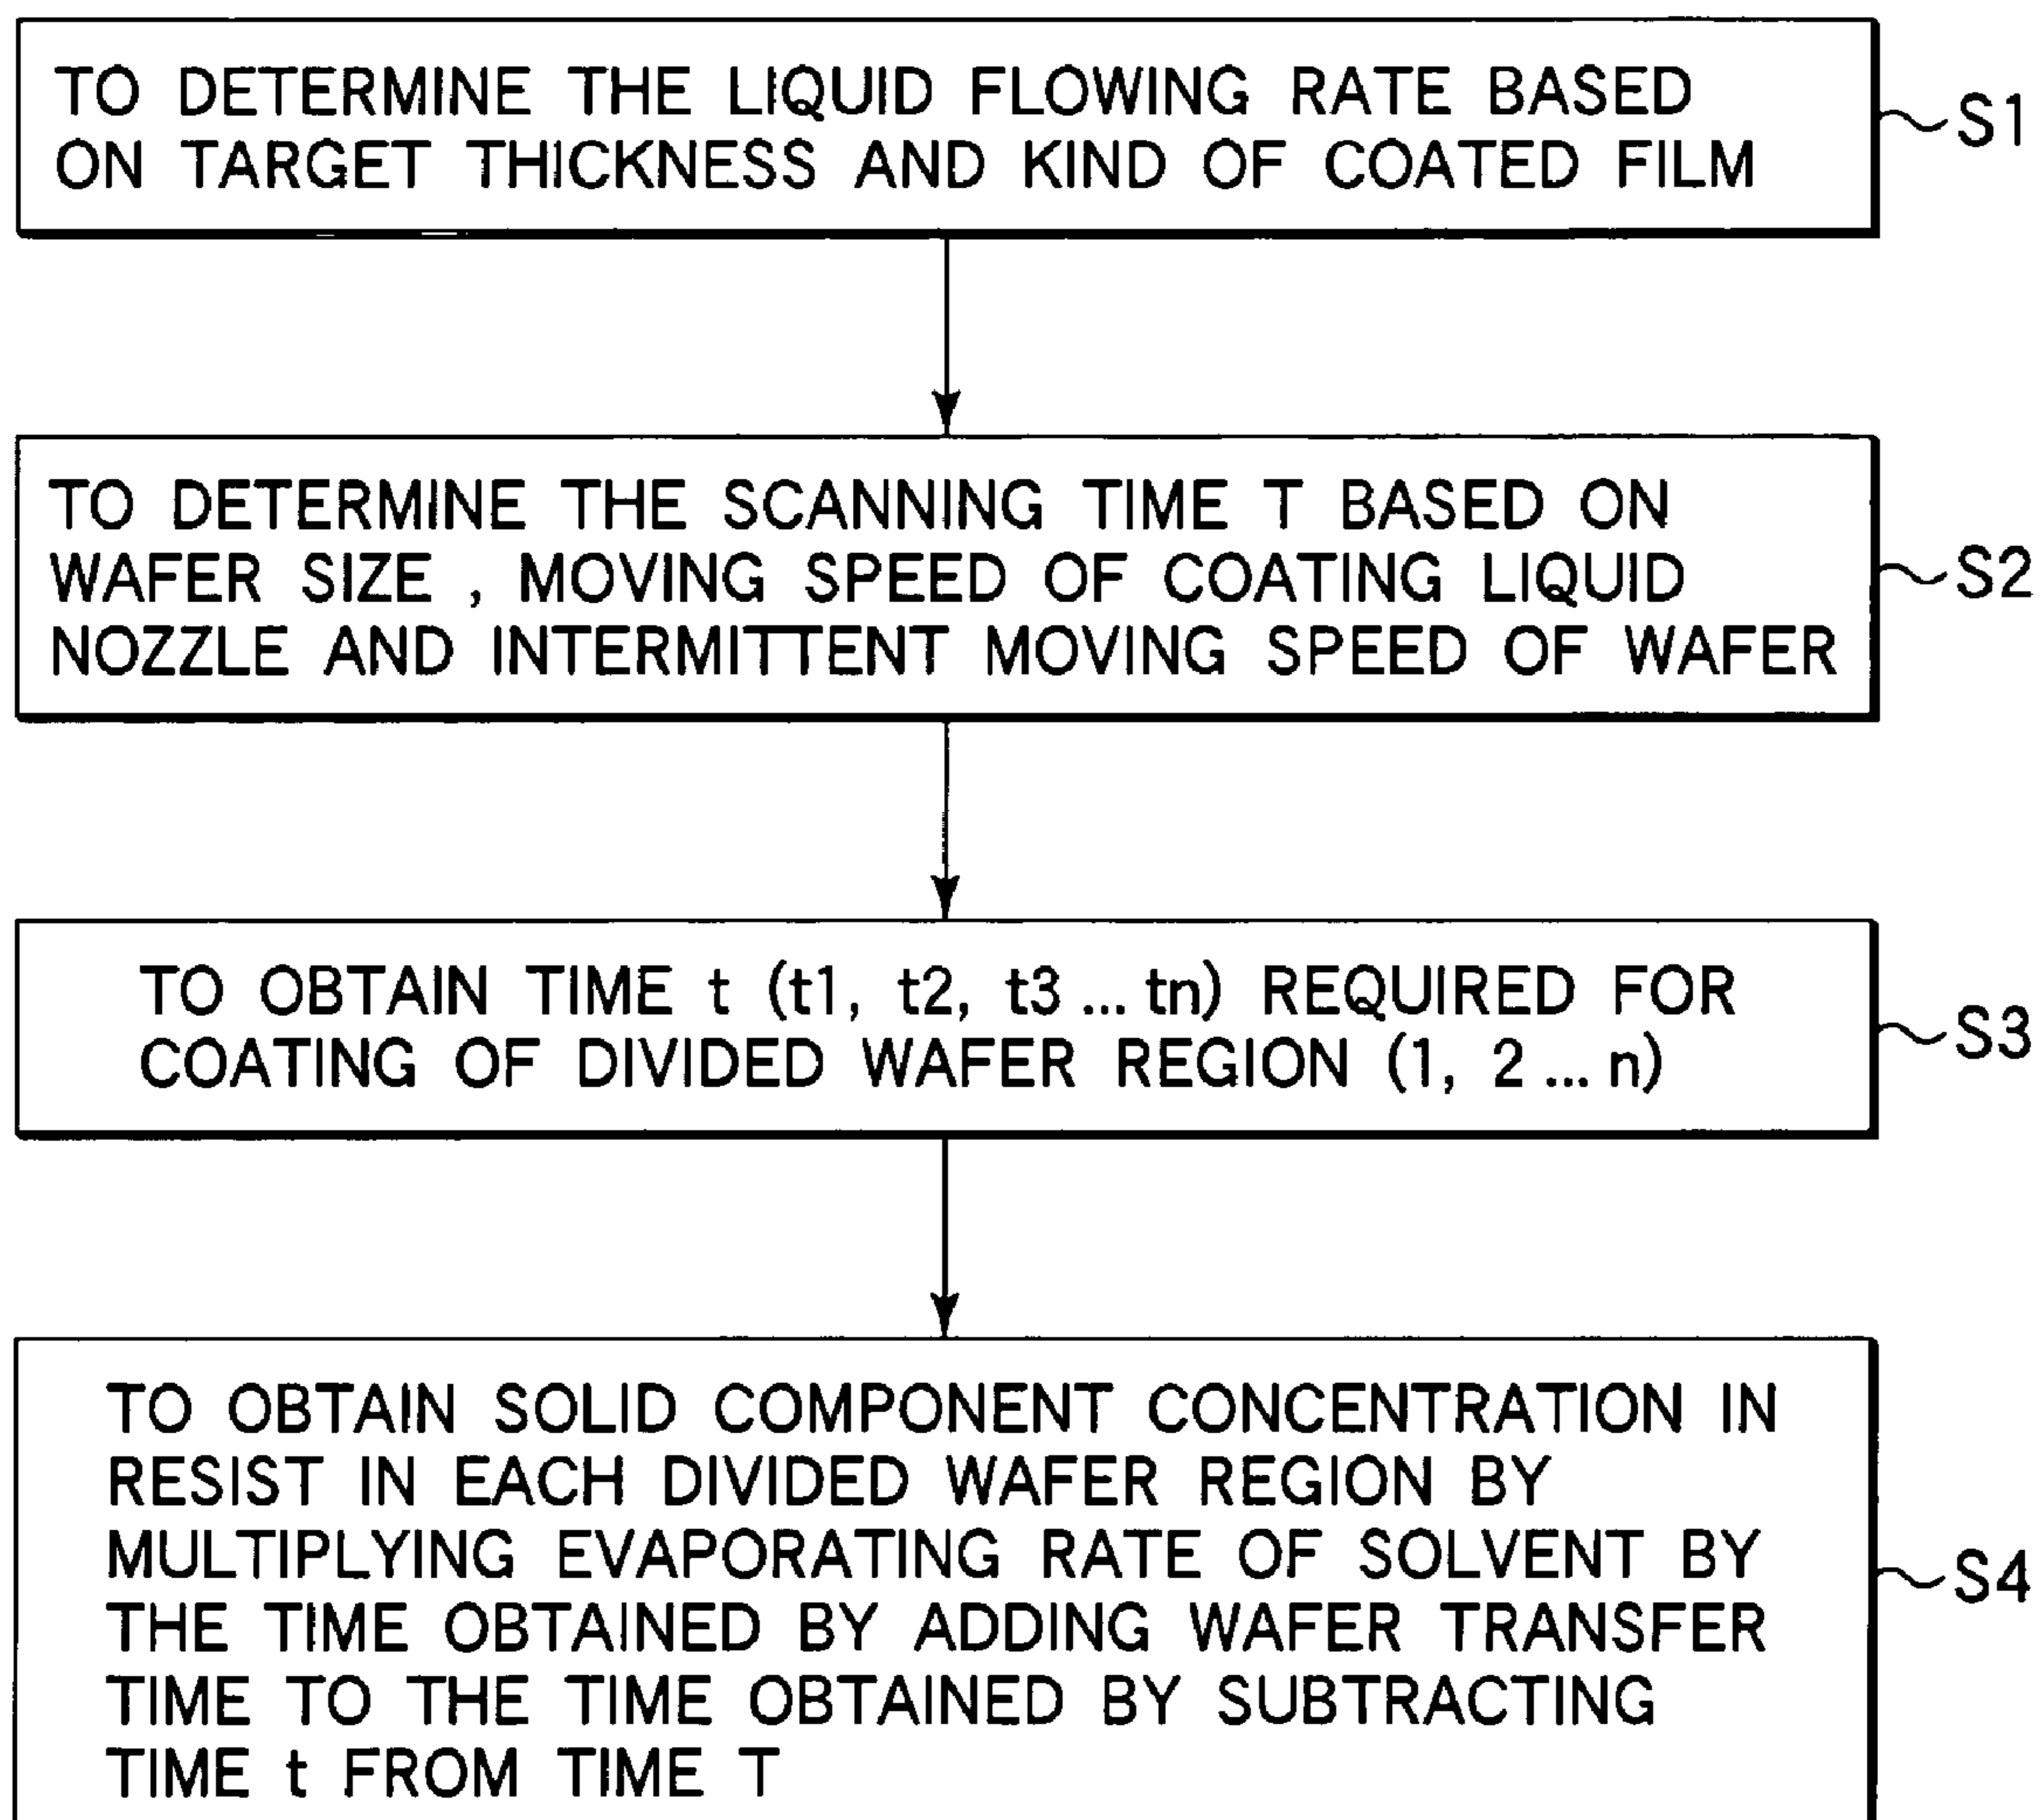 TO DETERMINE THE LIQUID FLOWING RATE BASED
ON TARGET THICKNESS AND KIND OF COATED FILM
S1
TO DETERMINE THE SCANNING TIME T BASED ON
WAFER SIZE , MOVING SPEED OF COATING LIQUID
NOZZLE AND INTERMITTENT MOVING SPEED OF WAFER
S2
TO OBTAIN TIME t (t1, t2, t3 ... tn) REQUIRED FOR
COATING OF DIVIDED WAFER REGION (1, 2 ... n)
S3
TO OBTAIN SOLID COMPONENT CONCENTRATION IN
RESIST IN EACH DIVIDED WAFER REGION BY
MULTIPLYING EVAPORATING RATE OF SOLVENT BY
THE TIME OBTAINED BY ADDING WAFER TRANSFER
TIME TO THE TIME OBTAINED BY SUBTRACTING
TIME t FROM TIME T
S4